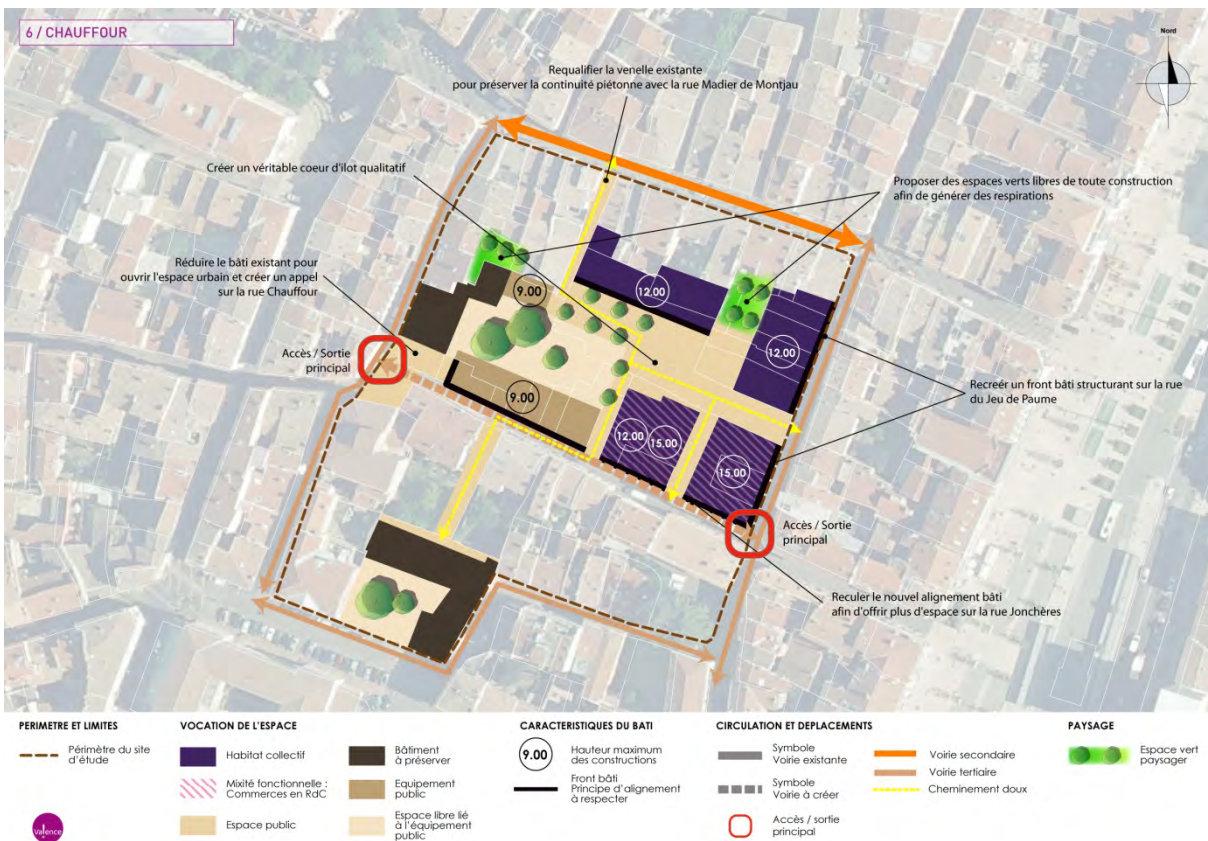 6 / CHAUFFOUR
Nord
Requalifier la venelle existante
pour préserver la continuité piétonne avec la rue Madier de Montjau
Créer un véritable coeur d'ilot qualitatif
Proposer des espaces verts libres de toute construction
afin de générer des respirations
Réduire le bâti existant pour
ouvrir l'espace urbain et créer un appel
sur la rue Chauffour
9.00
12.00
Accès / Sortie
principal
12.00
9.00
Recreér un front bâti structurant sur la rue
du Jeu de Paume
12.00
15.00
15.00
Accès / Sortie
principal
Reculer le nouvel alignement bâti
afin d'offrir plus d'espace sur la rue Jonchères
PERIMETRE ET LIMITES
Périmètre du site
d'étude
Valence
VOCATION DE L'ESPACE
Habitat collectif
Mixité fonctionnelle :
Commerces en RdC
Espace public
Bâtiment
à préserver
Equipement
public
Espace libre lié
à l'équipement
public
CARACTERISTIQUES DU BATI
9.00
Hauteur maximum
des constructions
Front bâti
Principe d'alignement
à respecter
CIRCULATION ET DEPLACEMENTS
Symbole
Voirie existante
Symbole
Voirie à créer
Accès / sortie
principal
Voirie secondaire
Voirie tertiaire
Cheminement doux
PAYSAGE
Espace vert
paysager